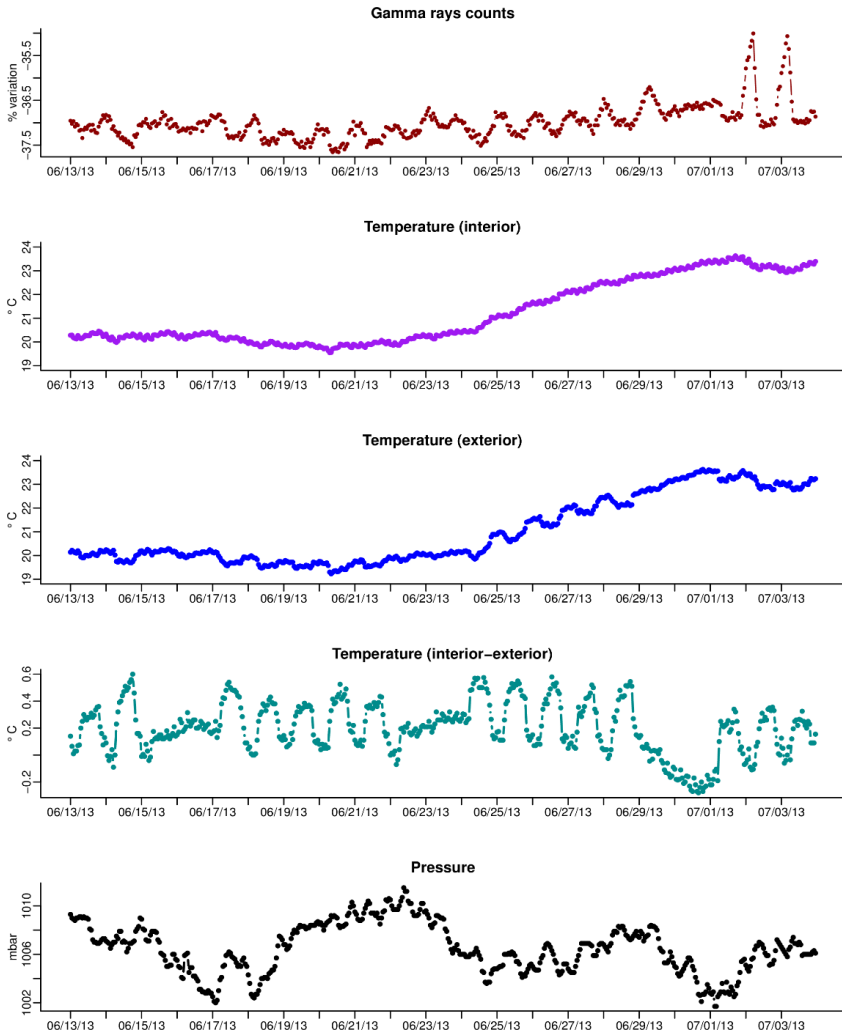 Gamma rays counts
% variation
−35.5
−36.5
−37.5
06/13/13 06/15/13 06/17/13 06/19/13 06/21/13 06/23/13 06/25/13 06/27/13 06/29/13 07/01/13 07/03/13
Temperature (interior)
° C
24
23
22
21
20
19
06/13/13 06/15/13 06/17/13 06/19/13 06/21/13 06/23/13 06/25/13 06/27/13 06/29/13 07/01/13 07/03/13
Temperature (exterior)
° C
24
23
22
21
20
19
06/13/13 06/15/13 06/17/13 06/19/13 06/21/13 06/23/13 06/25/13 06/27/13 06/29/13 07/01/13 07/03/13
Temperature (interior−exterior)
° C
0.6
0.4
0.2
−0.2
06/13/13 06/15/13 06/17/13 06/19/13 06/21/13 06/23/13 06/25/13 06/27/13 06/29/13 07/01/13 07/03/13
Pressure
mbar
1010
1006
1002
06/13/13 06/15/13 06/17/13 06/19/13 06/21/13 06/23/13 06/25/13 06/27/13 06/29/13 07/01/13 07/03/13